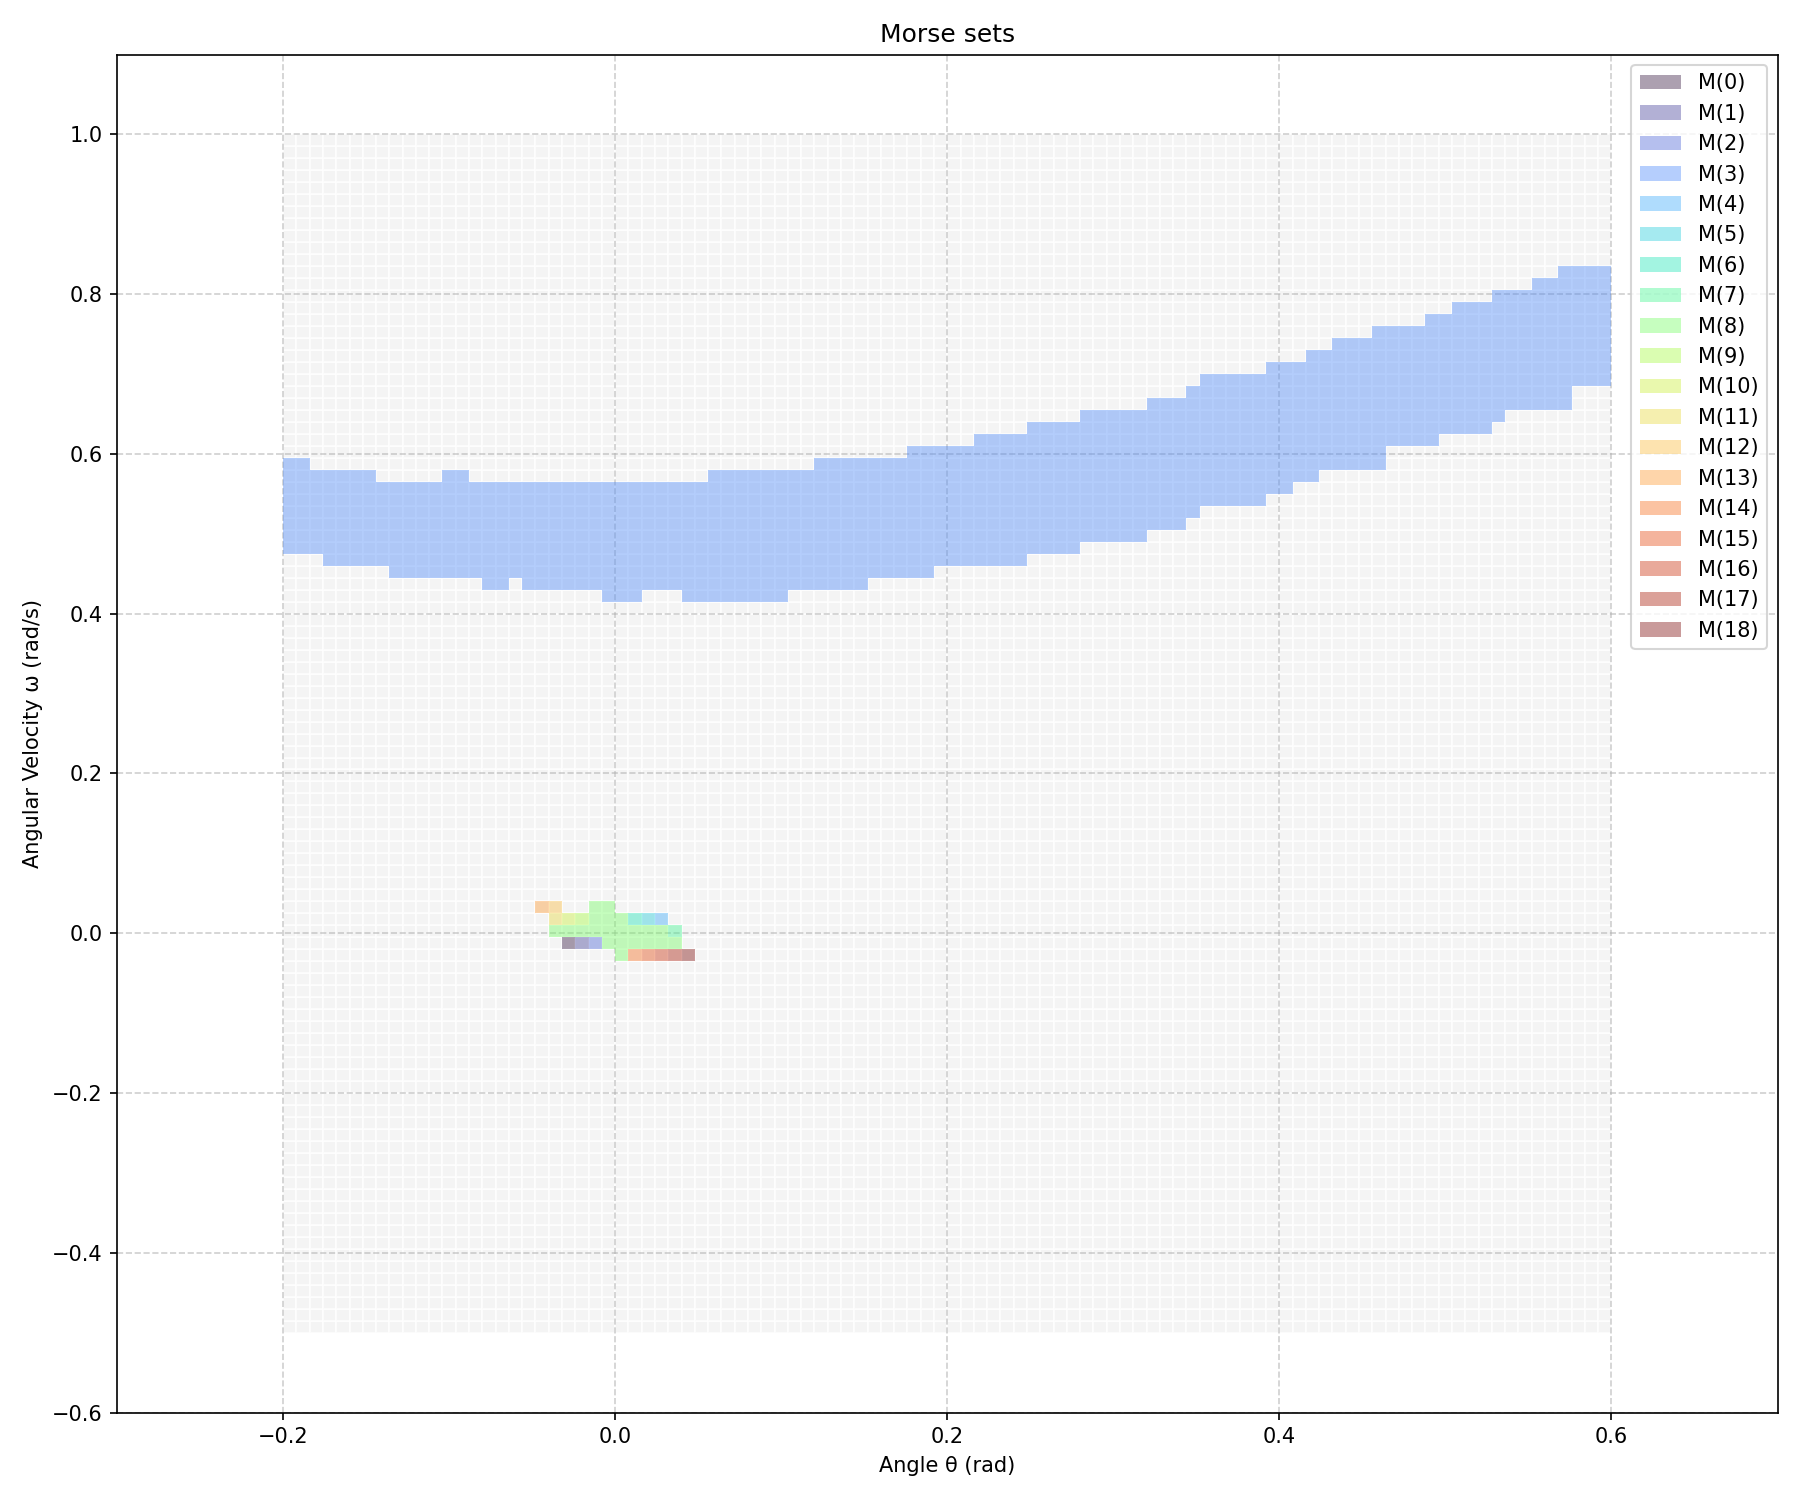 Morse sets
M(0)
M(1)
M(2)
M(3)
M(4)
M(5)
M(6)
M(7)
M(8)
M(9)
M(10)
M(11)
M(12)
M(13)
M(14)
M(15)
M(16)
M(17)
M(18)
1.0
0.8
0.6
0.4
0.2
0.0
−0.2
−0.4
−0.6
Angular Velocity ω (rad/s)
−0.2 0.0 0.2 0.4 0.6
Angle θ (rad)